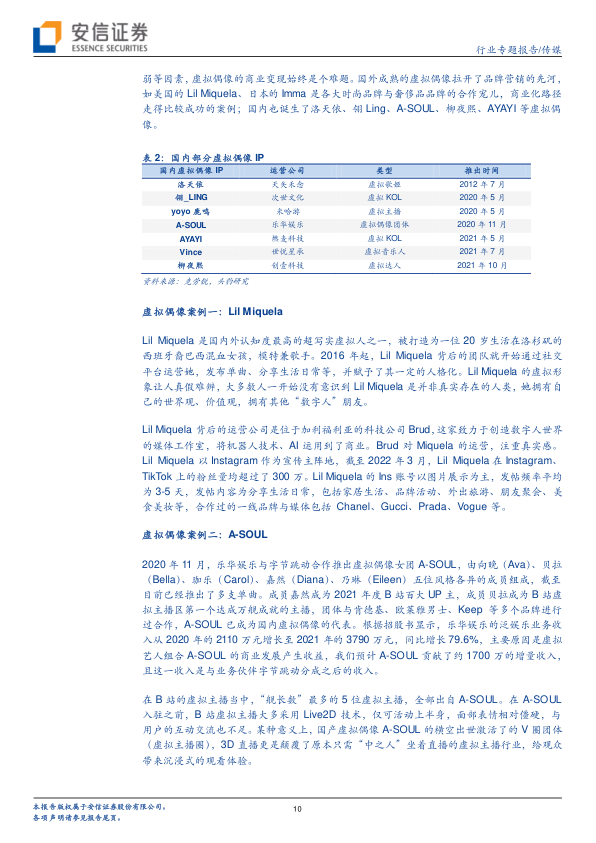 安信证券
ESSENCE SECURITIES
行业专题报告/传媒
弱等因素，虚拟偶像的商业变现始终是个难题。国外成熟的虚拟偶像拉开了品牌营销的先河，
如美国的 Lil Miquela、日本的 Imma 是各大时尚品牌与奢侈品品牌的合作宠儿，商业化路径
走得比较成功的案例；国内也诞生了洛天依、翎 Ling、A-SOUL、柳夜熙、AYAYI 等虚拟偶
像。
表 2：国内部分虚拟偶像 IP
国内虚拟偶像 IP 运营公司 类型 推出时间
洛天依 天矢禾念 虚拟歌姬 2012 年 7 月
翎_LING 次世文化 虚拟 KOL 2020 年 5 月
yoyo 鹿鸣 米哈游 虚拟主播 2020 年 5 月
A-SOUL 乐华娱乐 虚拟偶像团体 2020 年 11 月
AYAYI 燃麦科技 虚拟 KOL 2021 年 5 月
Vince 世悦星承 虚拟音乐人 2021 年 7 月
柳夜熙 创壹科技 虚拟达人 2021 年 10 月
资料来源：克劳锐，头豹研究
虚拟偶像案例一：Lil Miquela
Lil Miquela 是国内外认知度最高的超写实虚拟人之一，被打造为一位 20 岁生活在洛杉矶的
西班牙裔巴西混血女孩，模特兼歌手。2016 年起，Lil Miquela 背后的团队就开始通过社交
平台运营她，发布单曲、分享生活日常等，并赋予了其一定的人格化。Lil Miquela 的虚拟形
象让人真假难辨，大多数人一开始没有意识到 Lil Miquela 是并非真实存在的人类，她拥有自
己的世界观、价值观，拥有其他“数字人”朋友。
Lil Miquela 背后的运营公司是位于加利福利亚的科技公司 Brud，这家致力于创造数字人世界
的媒体工作室，将机器人技术、AI 运用到了商业。Brud 对 Miquela 的运营，注重真实感。
Lil Miquela 以 Instagram 作为宣传主阵地，截至 2022 年 3 月，Lil Miquela 在 Instagram、
TikTok 上的粉丝量均超过了 300 万。Lil Miquela 的 Ins 账号以图片展示为主，发帖频率平均
为 3-5 天，发帖内容为分享生活日常，包括家居生活、品牌活动、外出旅游、朋友聚会、美
食美妆等，合作过的一线品牌与媒体包括 Chanel、Gucci、Prada、Vogue 等。
虚拟偶像案例二：A-SOUL
2020 年 11 月，乐华娱乐与字节跳动合作推出虚拟偶像女团 A-SOUL，由向晚 (Ava)、贝拉
（Bella)、珈乐（Carol)、嘉然（Diana)、乃琳（Eileen）五位风格各异的成员组成，截至
目前已经推出了多支单曲。成员嘉然成为 2021 年度 B 站百大 UP 主，成员贝拉成为 B 站虚
拟主播区第一个达成万舰成就的主播，团体与肯德基、欧莱雅男士、Keep 等多个品牌进行
过合作，A-SOUL 已成为国内虚拟偶像的代表。根据招股书显示，乐华娱乐的泛娱乐业务收
入从 2020 年的 2110 万元增长至 2021 年的 3790 万元，同比增长 79.6%，主要原因是虚拟
艺人组合 A-SOUL 的商业发展产生收益，我们预计 A-SOUL 贡献了约 1700 万的增量收入，
且这一收入是与业务伙伴字节跳动分成之后的收入。
在 B 站的虚拟主播当中，“舰长数”最多的 5 位虚拟主播，全部出自 A-SOUL。在 A-SOUL
入驻之前，B 站虚拟主播大多采用 Live2D 技术，仅可活动上半身，面部表情相对僵硬，与
用户的互动交流也不足。某种意义上，国产虚拟偶像 A-SOUL 的横空出世激活了的 V 圈团体
（虚拟主播圈），3D 直播更是颠覆了原本只需“中之人”坐着直播的虚拟主播行业，给观众
带来沉浸式的观看体验。
本报告版权属于安信证券股份有限公司。
各项声明请参见报告尾页。
10